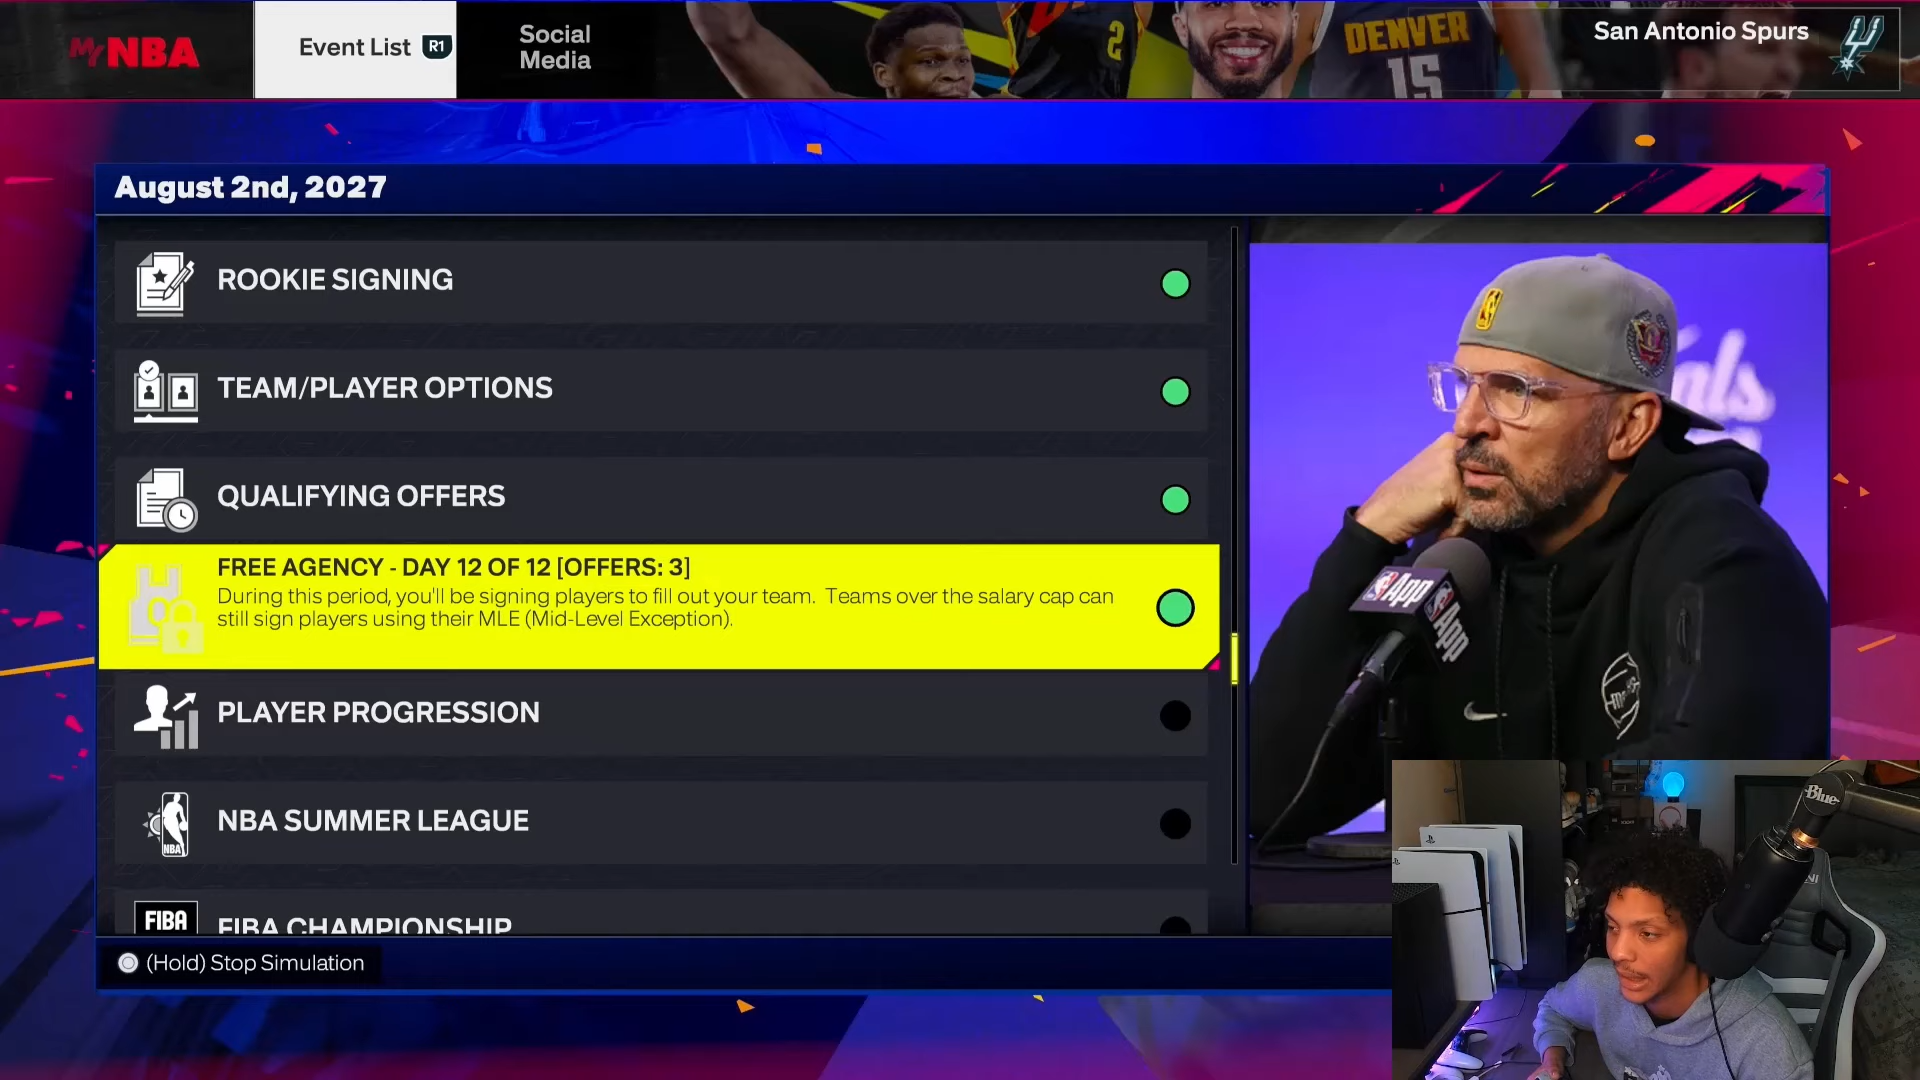 MyNBA
Event List R1
Social
Media
2
DENVER
15
San Antonio Spurs
August 2nd, 2027
ROOKIE SIGNING
TEAM/PLAYER OPTIONS
QUALIFYING OFFERS
FREE AGENCY - DAY 12 OF 12 [OFFERS: 3]
During this period, you'll be signing players to fill out your team. Teams over the salary cap can
still sign players using their MLE (Mid-Level Exception).
PLAYER PROGRESSION
NBA SUMMER LEAGUE
NBA
FIBA
FIBA CHAMPIONSHIP
(Hold) Stop Simulation
App
App
Blue